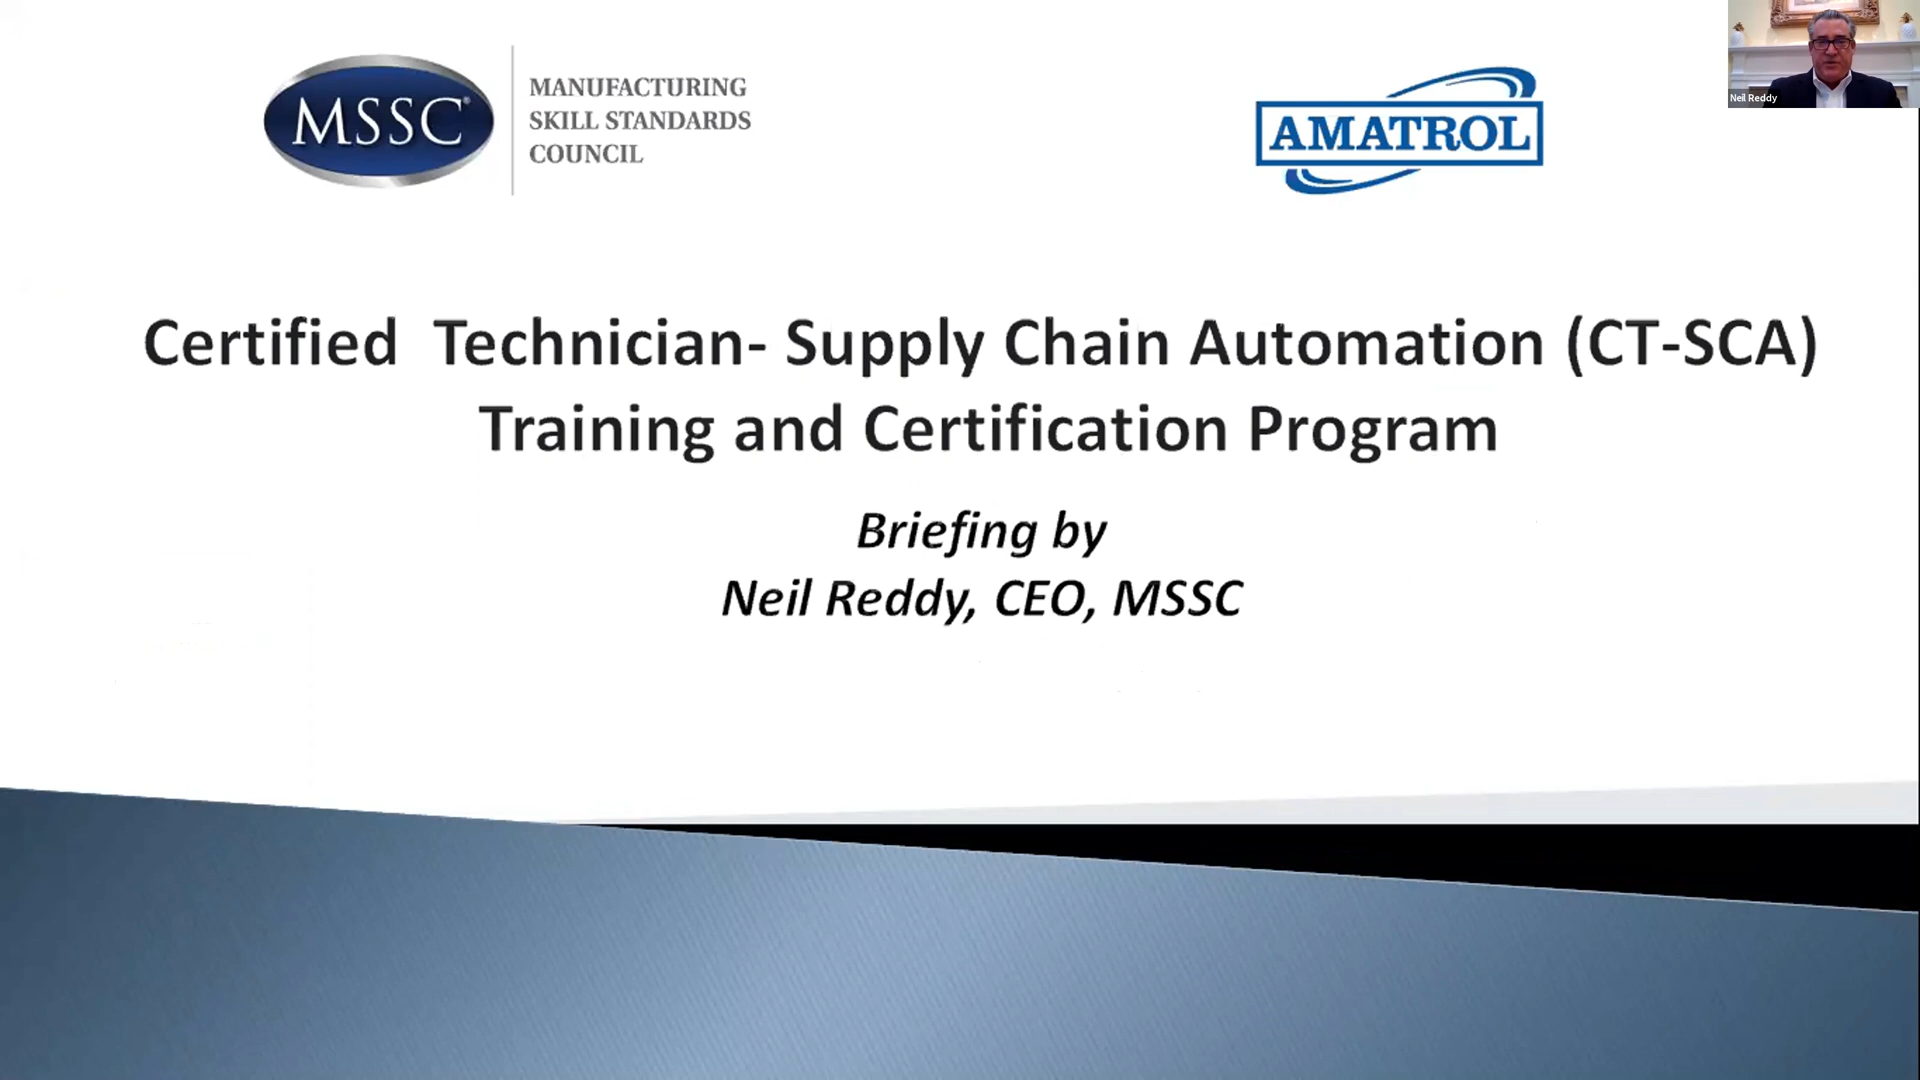 MSSC®
MANUFACTURING
SKILL STANDARDS
COUNCIL
AMATROL
Neil Reddy
Certified Technician- Supply Chain Automation (CT-SCA)
Training and Certification Program
Briefing by
Neil Reddy, CEO, MSSC